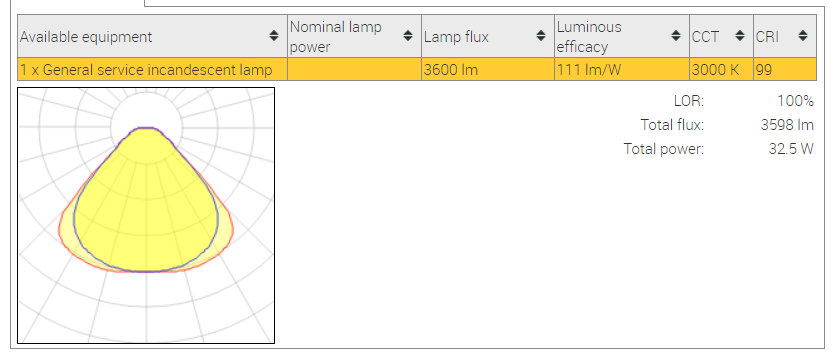 Available equipment
Nominal lamp
power
Lamp flux
Luminous
efficacy
CCT
CRI
1 x General service incandescent lamp
3600 lm
111 lm/W
3000 K
99
LOR: 100%
Total flux: 3598 lm
Total power: 32.5 W